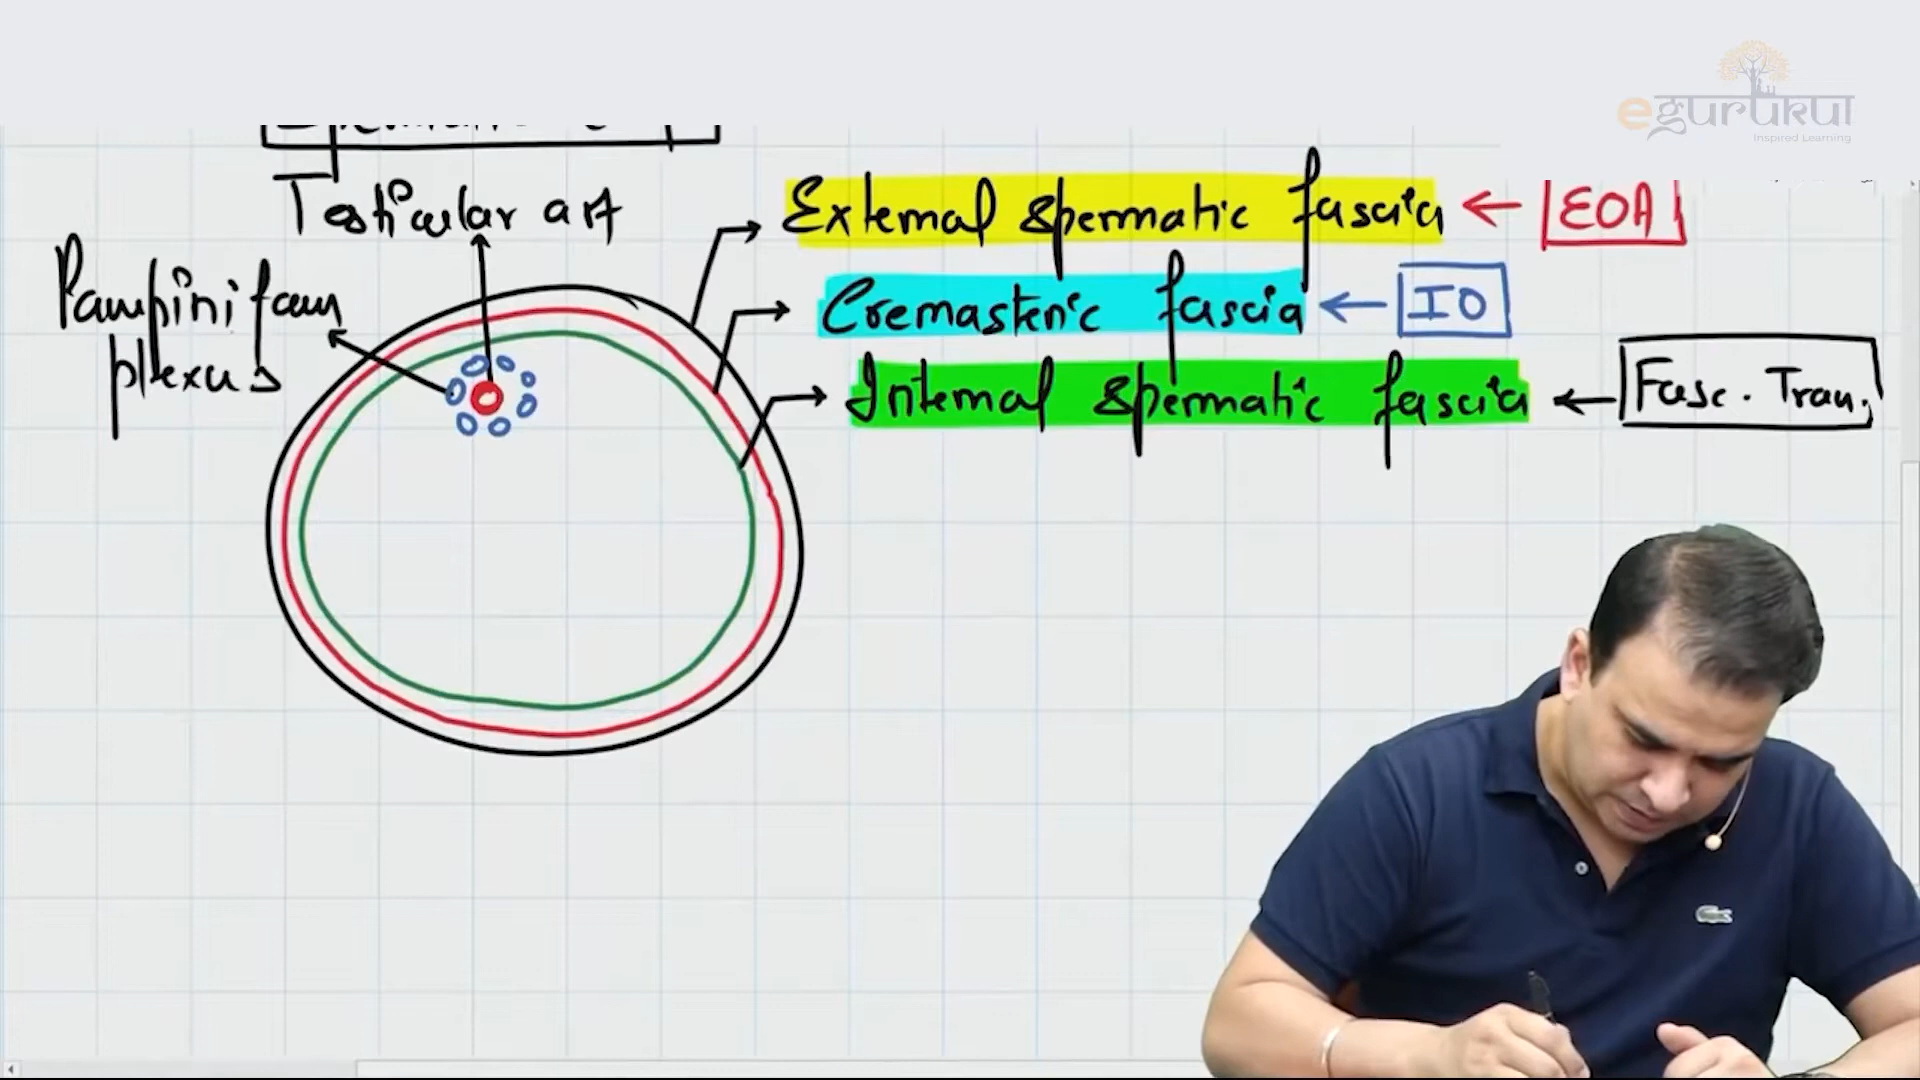 egurukul
Inspired Learning
Testicular art
External spermatic fascia ← EOA
Pampiniform
plexus
Cremasteric fascia ← IO
Internal spermatic fascia ← Fasc. Tran.